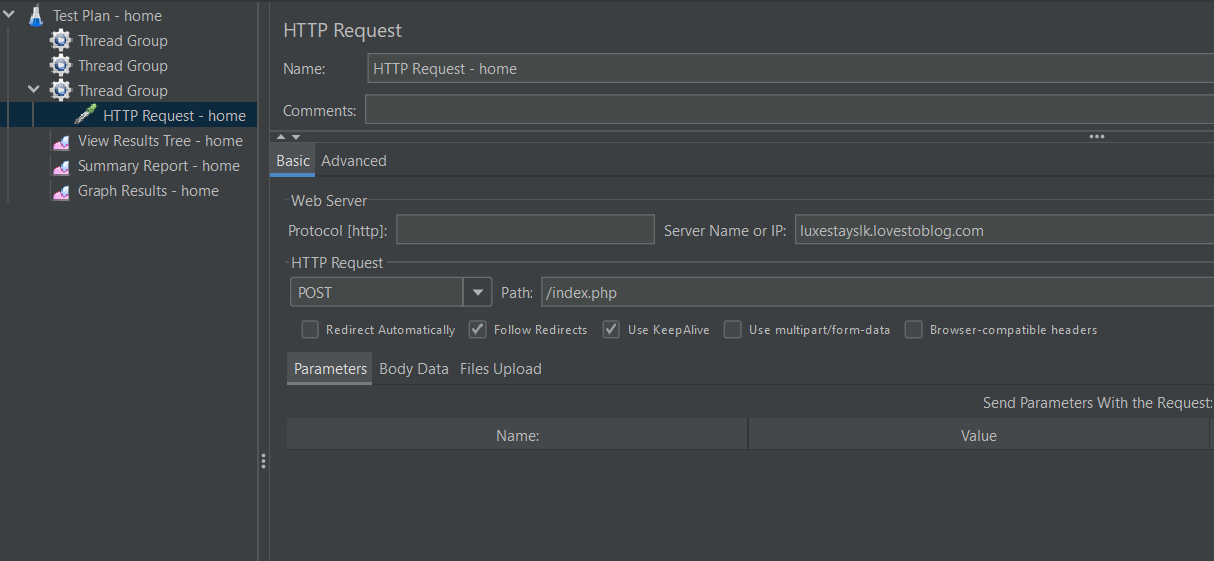 Test Plan - home
Thread Group
Thread Group
Thread Group
HTTP Request - home
View Results Tree - home
Summary Report - home
Graph Results - home
HTTP Request
Name: HTTP Request - home
Comments:
Basic Advanced
Web Server
Protocol [http]: Server Name or IP: luxestayslk.lovestoblog.com
HTTP Request
POST Path: /index.php
Redirect Automatically Follow Redirects Use KeepAlive Use multipart/form-data Browser-compatible headers
Parameters Body Data Files Upload
Send Parameters With the Request:
Name: Value